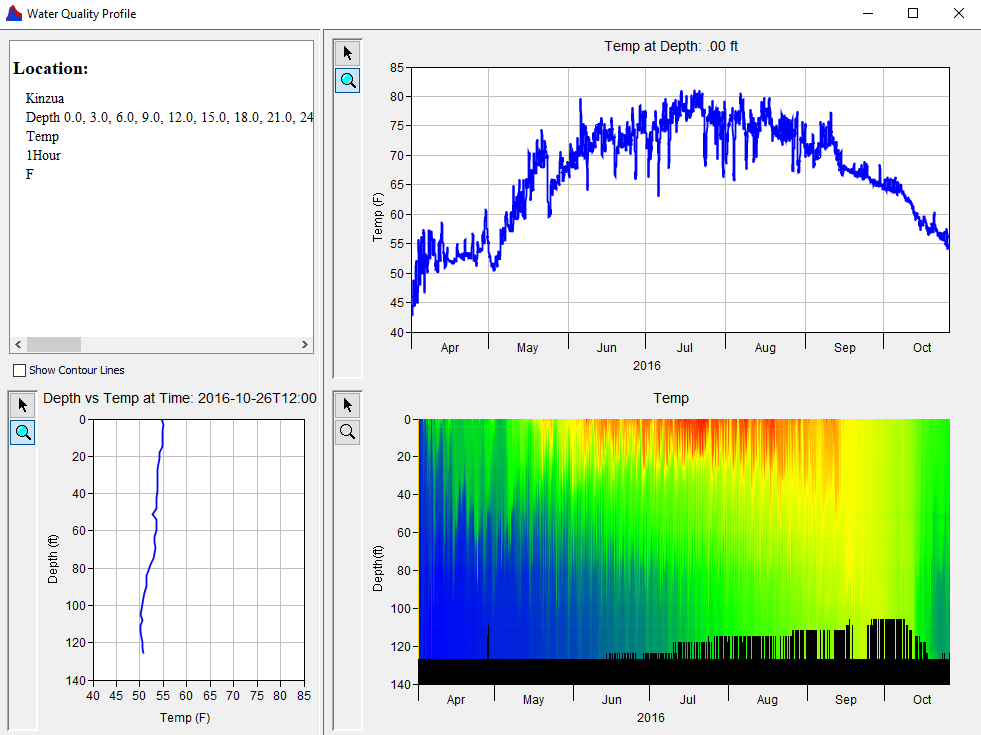 Water Quality Profile
Location:
Kinzua
Depth 0.0, 3.0, 6.0, 9.0, 12.0, 15.0, 18.0, 21.0, 24
Temp
1Hour
F
Show Contour Lines
Temp at Depth: .00 ft
85
80
75
70
65
60
55
50
45
40
Temp (F)
Apr May Jun Jul Aug Sep Oct
2016
Depth vs Temp at Time: 2016-10-26T12:00
0
20
40
60
80
100
120
140
Depth (ft)
40 45 50 55 60 65 70 75 80 85
Temp (F)
Temp
0
20
40
60
80
100
120
140
Depth(ft)
Apr May Jun Jul Aug Sep Oct
2016